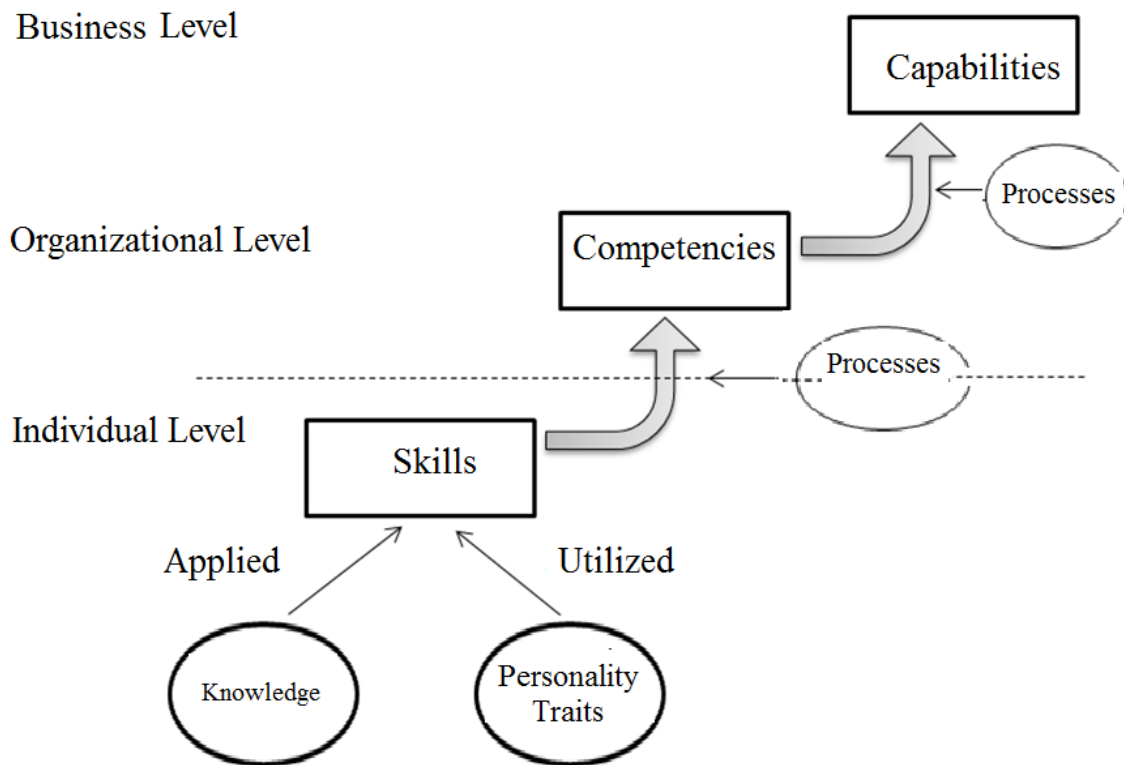 Business Level
Capabilities
Processes
Organizational Level
Competencies
Processes
Individual Level
Skills
Applied
Utilized
Knowledge
Personality
Traits